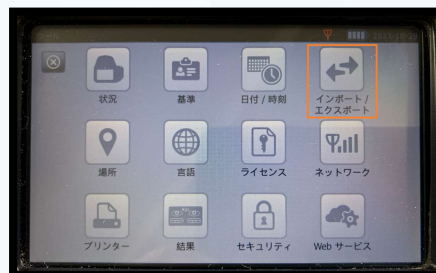 状況
基準
日付 / 時刻
インポート /
エクスポート
場所
言語
ライセンス
ネットワーク
プリンター
結果
セキュリティ
Web サービス